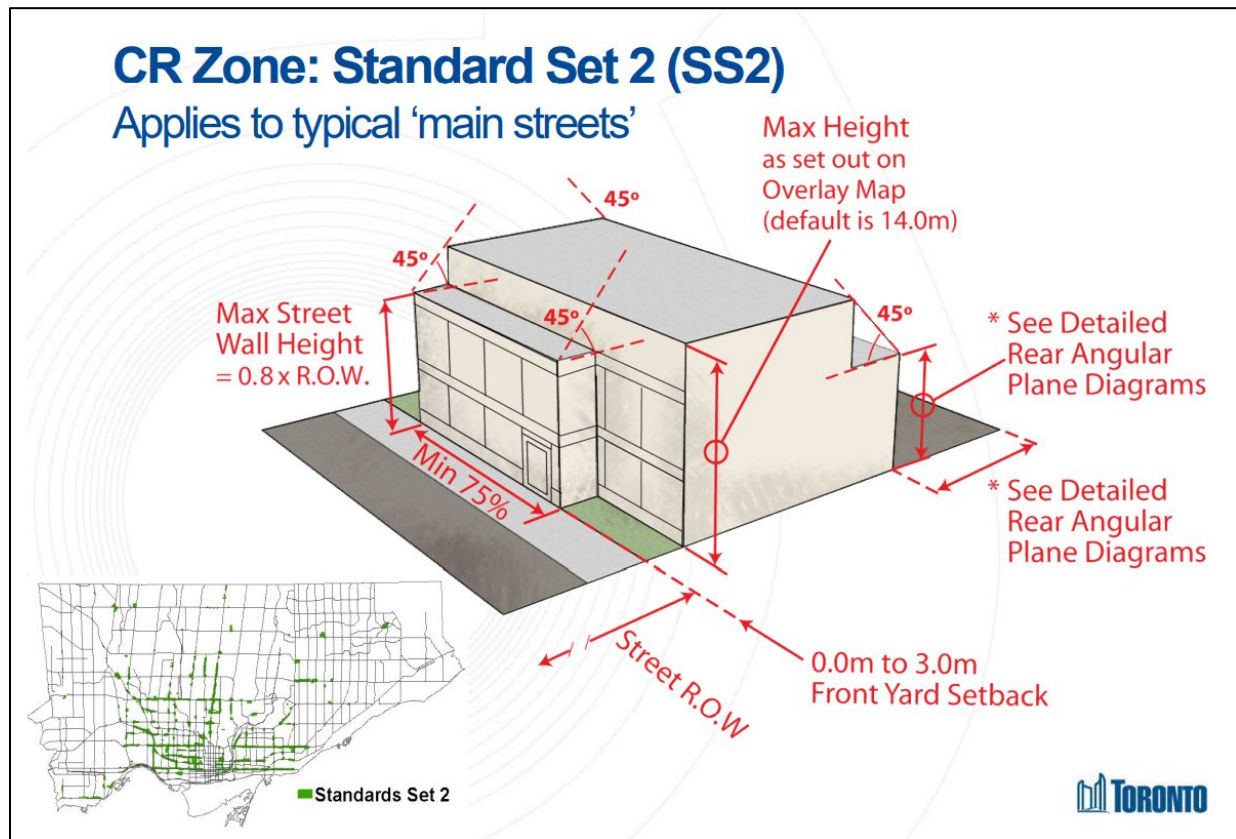 CR Zone: Standard Set 2 (SS2)
Applies to typical ‘main streets’
Max Height
as set out on
Overlay Map
(default is 14.0m)
45º
45º
45º
45º
Max Street
Wall Height
= 0.8 x R.O.W.
* See Detailed
Rear Angular
Plane Diagrams
Min 75%
* See Detailed
Rear Angular
Plane Diagrams
Street R.O.W
0.0m to 3.0m
Front Yard Setback
Standards Set 2
TORONTO